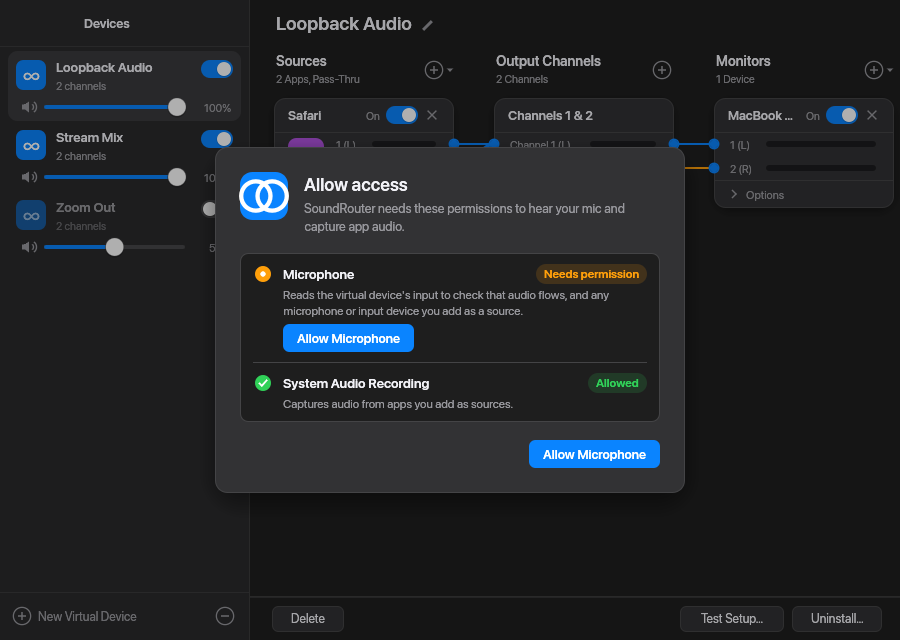 Devices
Loopback Audio
2 channels
100%
Stream Mix
2 channels
Zoom Out
2 channels
New Virtual Device
Loopback Audio
Sources
2 Apps, Pass-Thru
Output Channels
2 Channels
Monitors
1 Device
Safari
On
Channels 1 & 2
MacBook ...
On
1 (L)
Channel 1 (L)
1 (L)
2 (R)
Options
Allow access
SoundRouter needs these permissions to hear your mic and
capture app audio.
Microphone
Needs permission
Reads the virtual device's input to check that audio flows, and any
microphone or input device you add as a source.
Allow Microphone
System Audio Recording
Allowed
Captures audio from apps you add as sources.
Allow Microphone
Delete
Test Setup...
Uninstall...